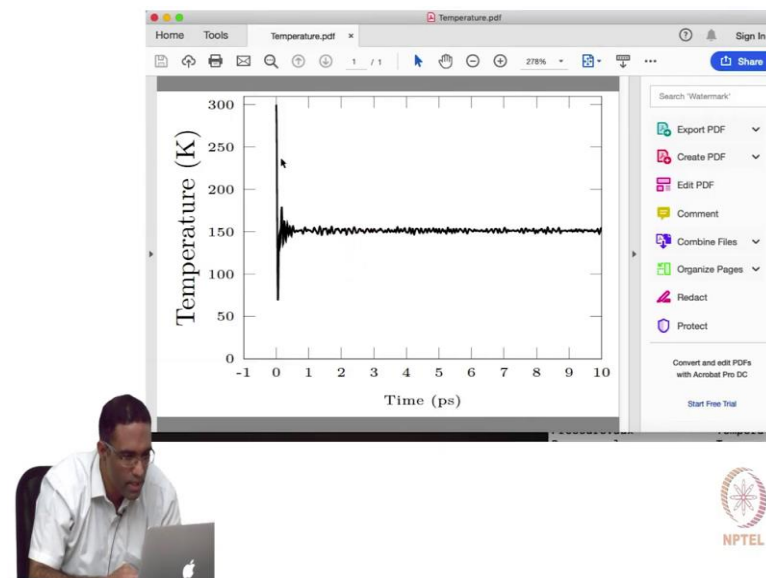 Temperature.pdf
Home Tools Temperature.pdf × Sign In
1 / 1 278% Share
300
250
200
150
100
50
0
Temperature (K)
-1 0 1 2 3 4 5 6 7 8 9 10
Time (ps)
Search 'Watermark'
Export PDF
Create PDF
Edit PDF
Comment
Combine Files
Organize Pages
Redact
Protect
Convert and edit PDFs
with Acrobat Pro DC
Start Free Trial
NPTEL